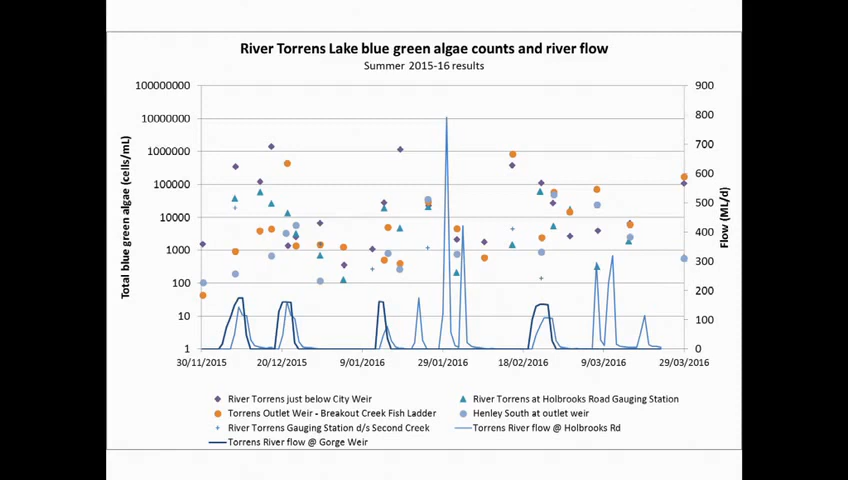 River Torrens Lake blue green algae counts and river flow
Summer 2015-16 results
Total blue green algae (cells/mL)
100000000
10000000
1000000
100000
10000
1000
100
10
1
900
800
700
600
500
400
300
200
100
0
Flow (ML/d)
30/11/2015 20/12/2015 9/01/2016 29/01/2016 18/02/2016 9/03/2016 29/03/2016
River Torrens just below City Weir River Torrens at Holbrooks Road Gauging Station
Torrens Outlet Weir - Breakout Creek Fish Ladder Henley South at outlet weir
River Torrens Gauging Station d/s Second Creek Torrens River flow @ Holbrooks Rd
Torrens River flow @ Gorge Weir